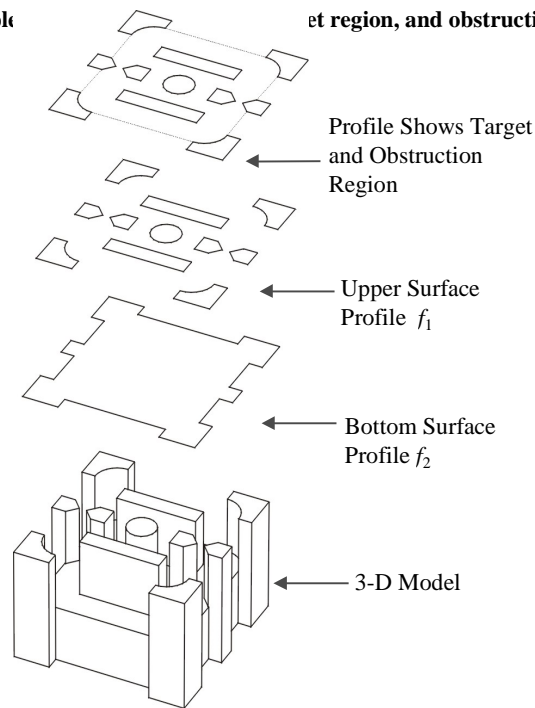 et region, and obstructi
Profile Shows Target
and Obstruction
Region
Upper Surface
Profile f1
Bottom Surface
Profile f2
3-D Model